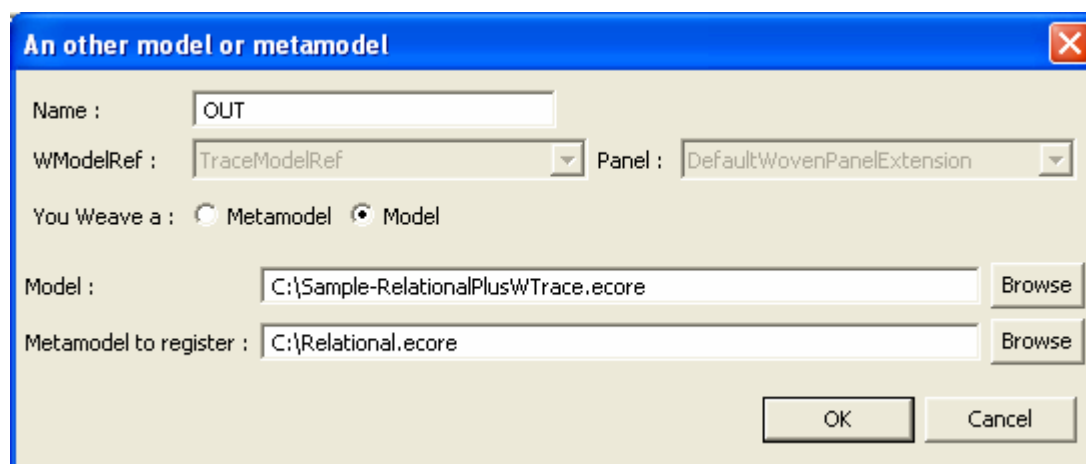 An other model or metamodel
Name : OUT
WModelRef : TraceModelRef Panel : DefaultWovenPanelExtension
You Weave a : Metamodel Model
Model : C:\Sample-RelationalPlusWTrace.ecore Browse
Metamodel to register : C:\Relational.ecore Browse
OK Cancel